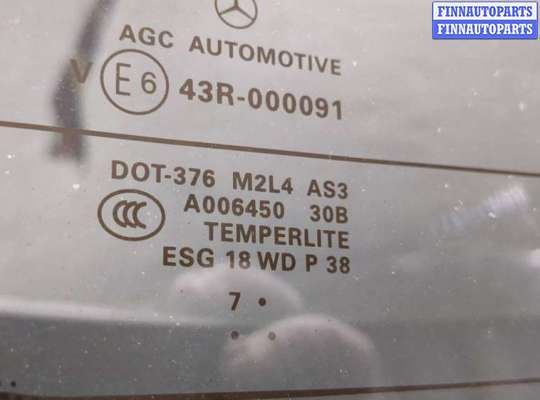 FINNAUTOPARTS
FINNAUTOPARTS
AGC AUTOMOTIVE
V E6 43R-000091
DOT-376 M2L4 AS3
CCC A006450 30B
TEMPERLITE
ESG 18 WD P 38
7 •
• •